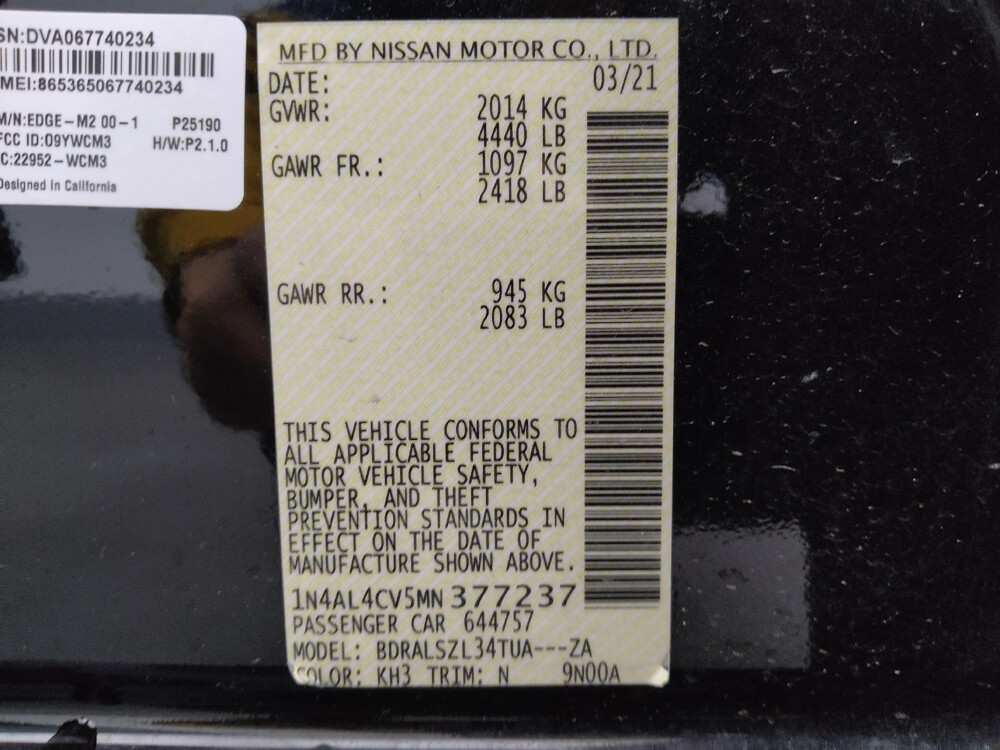 SN:DVA067740234
MEI:865365067740234
M/N:EDGE-M2 00-1 P25190
FCC ID:O9YWCM3 H/W:P2.1.0
C:22952-WCM3
Designed in California
MFD BY NISSAN MOTOR CO., LTD.
DATE: 03/21
GVWR: 2014 KG
4440 LB
GAWR FR.: 1097 KG
2418 LB
GAWR RR.: 945 KG
2083 LB
THIS VEHICLE CONFORMS TO
ALL APPLICABLE FEDERAL
MOTOR VEHICLE SAFETY,
BUMPER, AND THEFT
PREVENTION STANDARDS IN
EFFECT ON THE DATE OF
MANUFACTURE SHOWN ABOVE.
1N4AL4CV5MN377237
PASSENGER CAR 644757
MODEL: BDRALSZL34TUA---ZA
COLOR: KH3 TRIM: N 9N00A